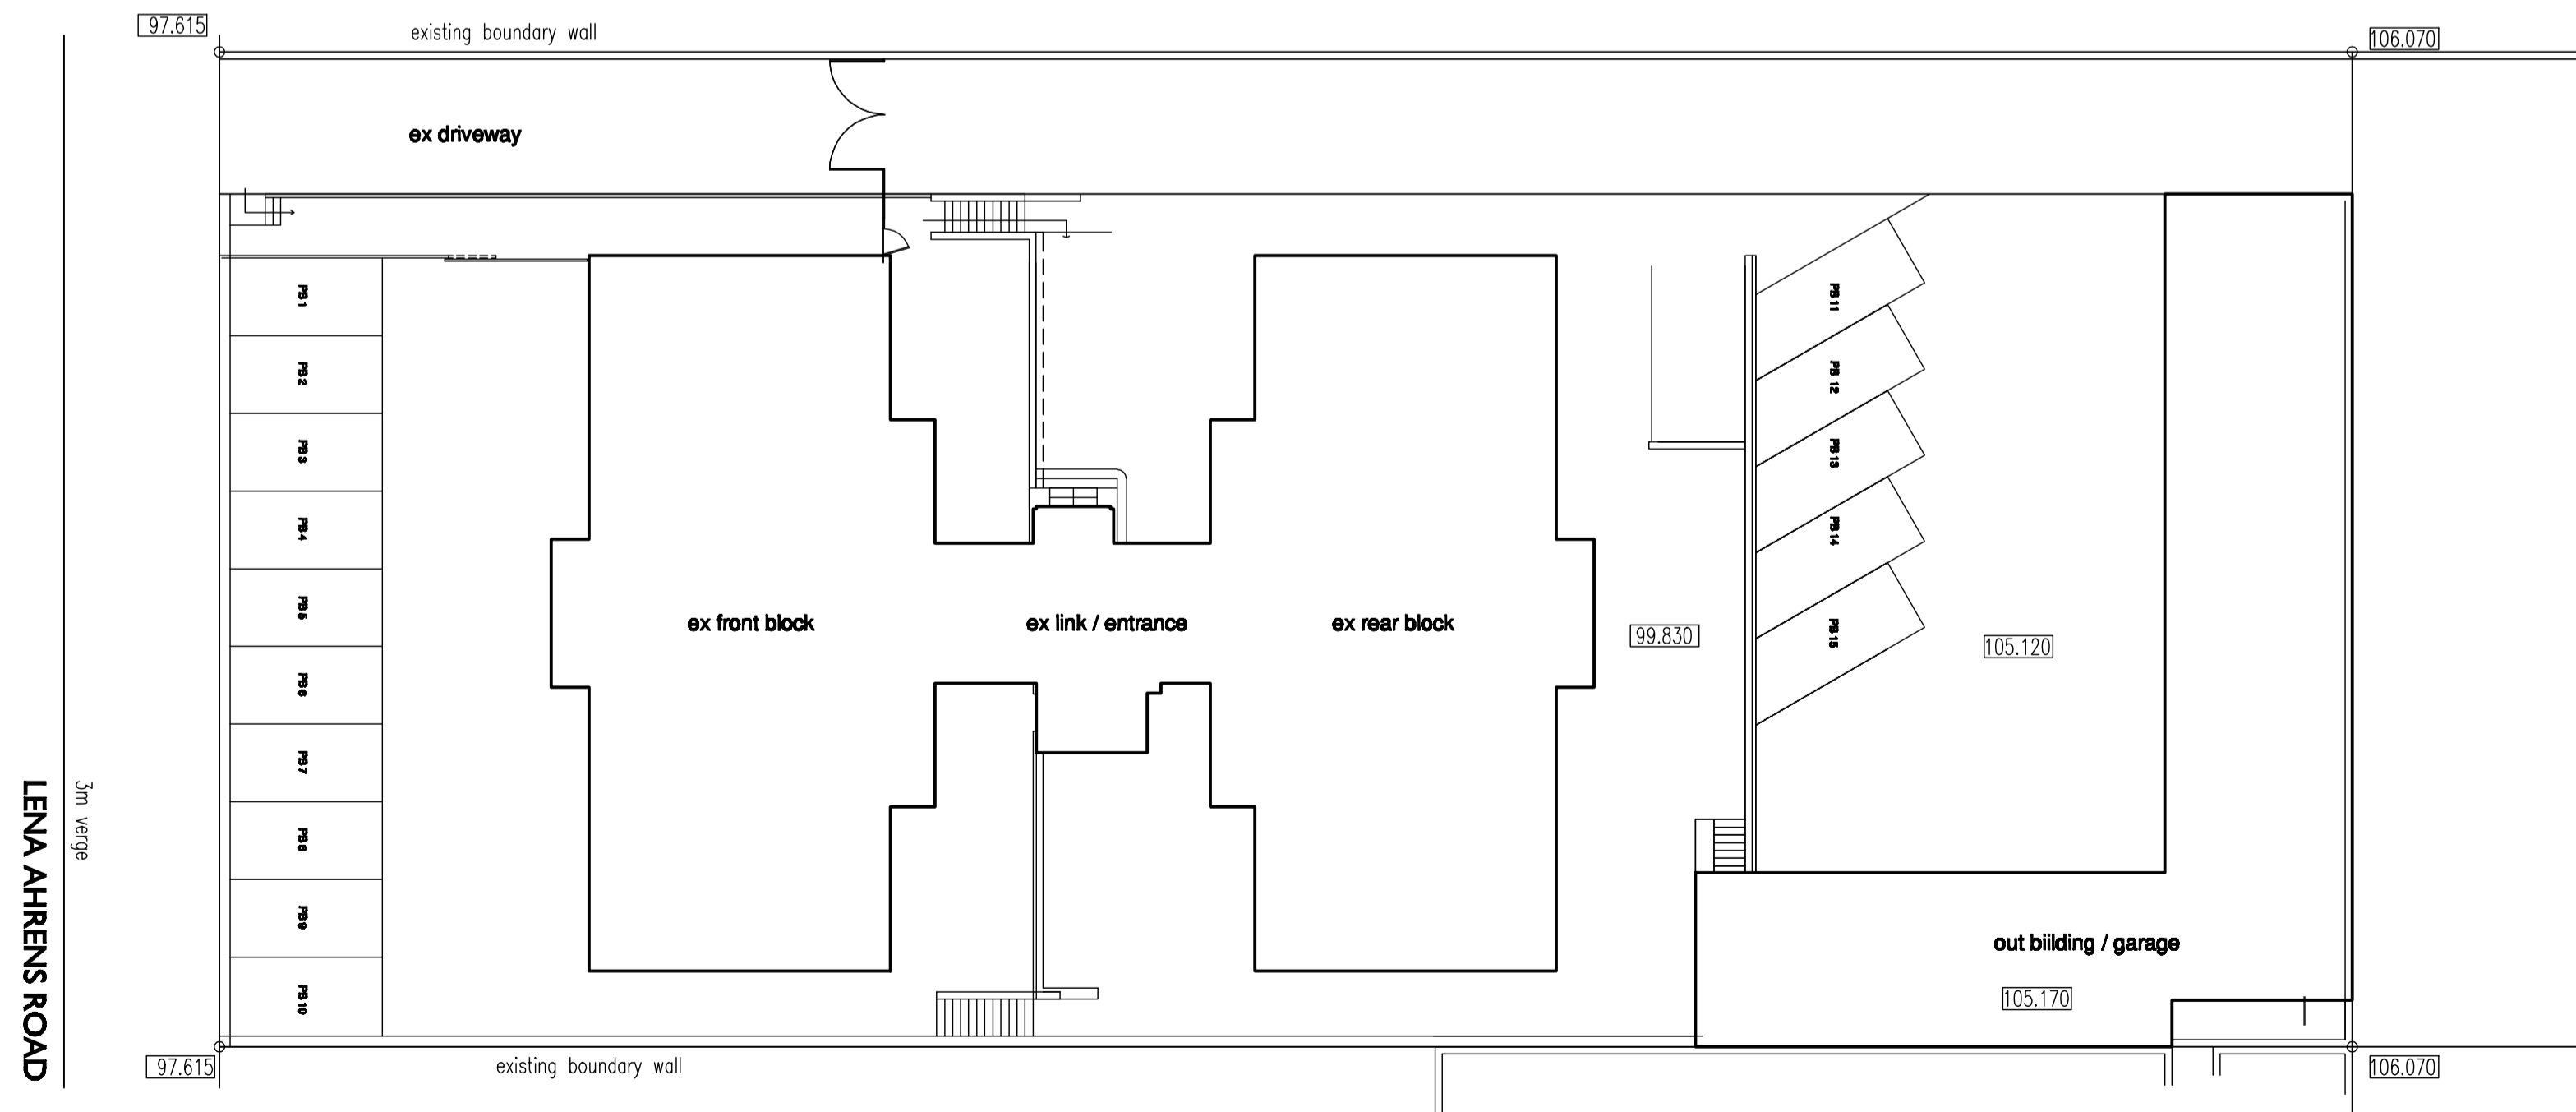 97.615
existing boundary wall
106.070
ex driveway
PB 1
PB 2
PB 3
PB 4
PB 5
PB 6
PB 7
PB 8
PB 9
PB 10
ex front block
ex link / entrance
ex rear block
99.830
PB 11
PB 12
PB 13
PB 14
PB 15
105.120
out biilding / garage
105.170
3m verge
LENA AHRENS ROAD
97.615
existing boundary wall
106.070